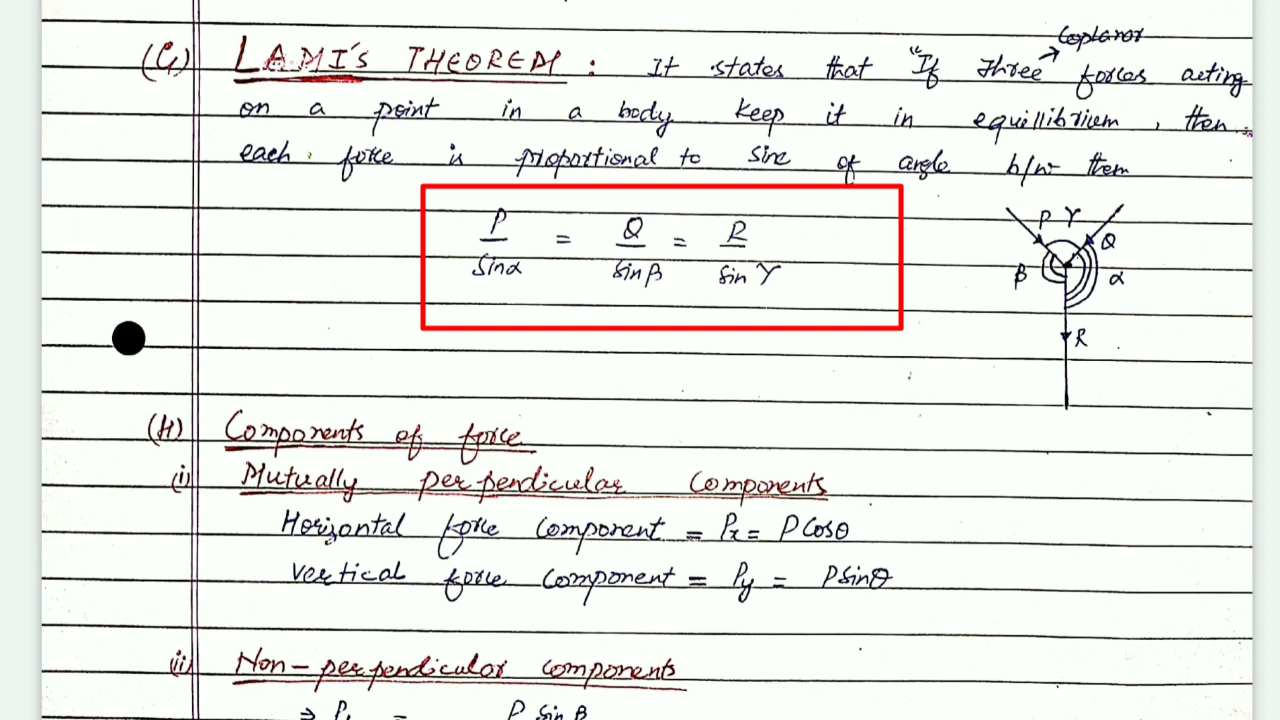 (G) LAMI'S THEOREM : It states that "If three coplanar forces acting
on a point in a body keep it in equillibrium, then
each force is proportional to sine of angle b/w them
P/sinα = Q/sinβ = R/sinγ
P γ
Q
β α
R
(H) Components of force
(i) Mutually perpendicular components
Horizontal force component = Px = P cosθ
Vertical force component = Py = P sinθ
(ii) Non-perpendicular components